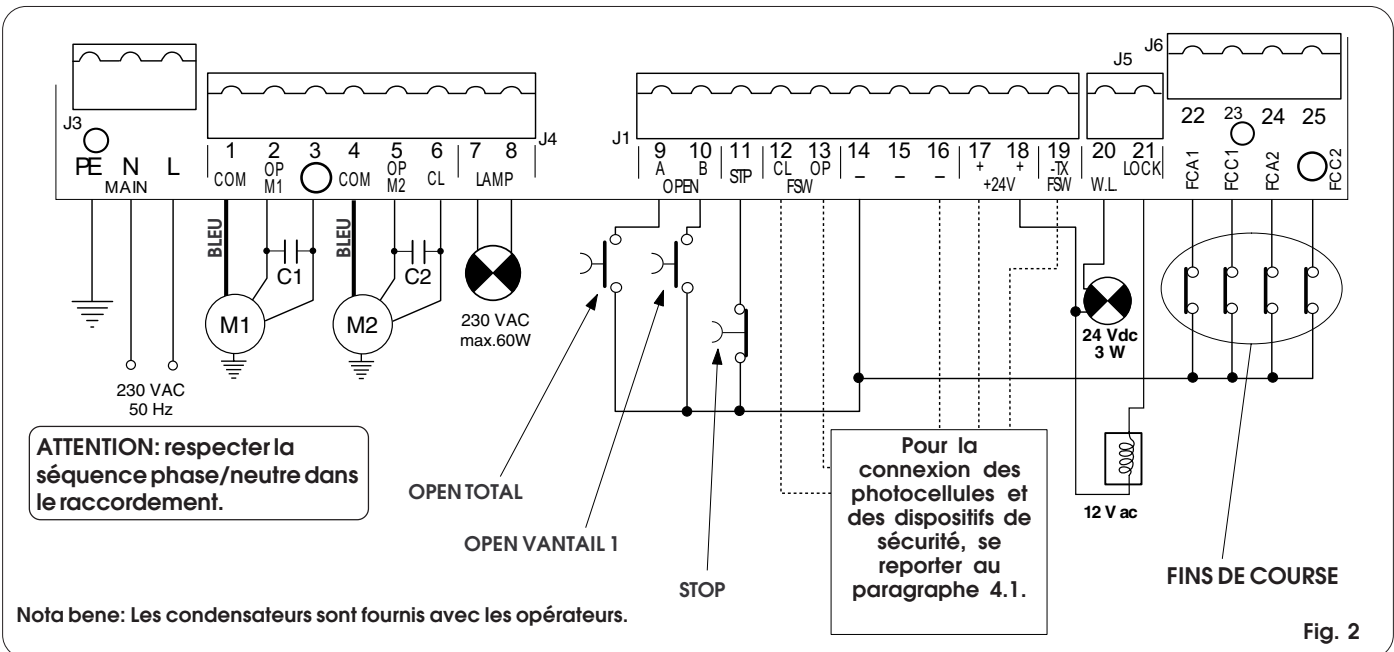 J3
J4
J1
J5
J6
PE N L
MAIN
1 2 3 4 5 6 7 8
COM OP M1 COM OP M2 CL LAMP
9 10 11 12 13 14 15 16 17 18 19 20 21
A B STP CL OP – – – + + -TX W.L. LOCK
OPEN FSW +24V FSW
22 23 24 25
FCA1 FCC1 FCA2 FCC2
BLEU
BLEU
C1
C2
M1
M2
230 VAC
max.60W
24 Vdc
3 W
230 VAC
50 Hz
12 V ac
ATTENTION: respecter la
séquence phase/neutre dans
le raccordement.
OPEN TOTAL
OPEN VANTAIL 1
STOP
Pour la
connexion des
photocellules et
des dispositifs de
sécurité, se
reporter au
paragraphe 4.1.
FINS DE COURSE
Nota bene: Les condensateurs sont fournis avec les opérateurs.
Fig. 2